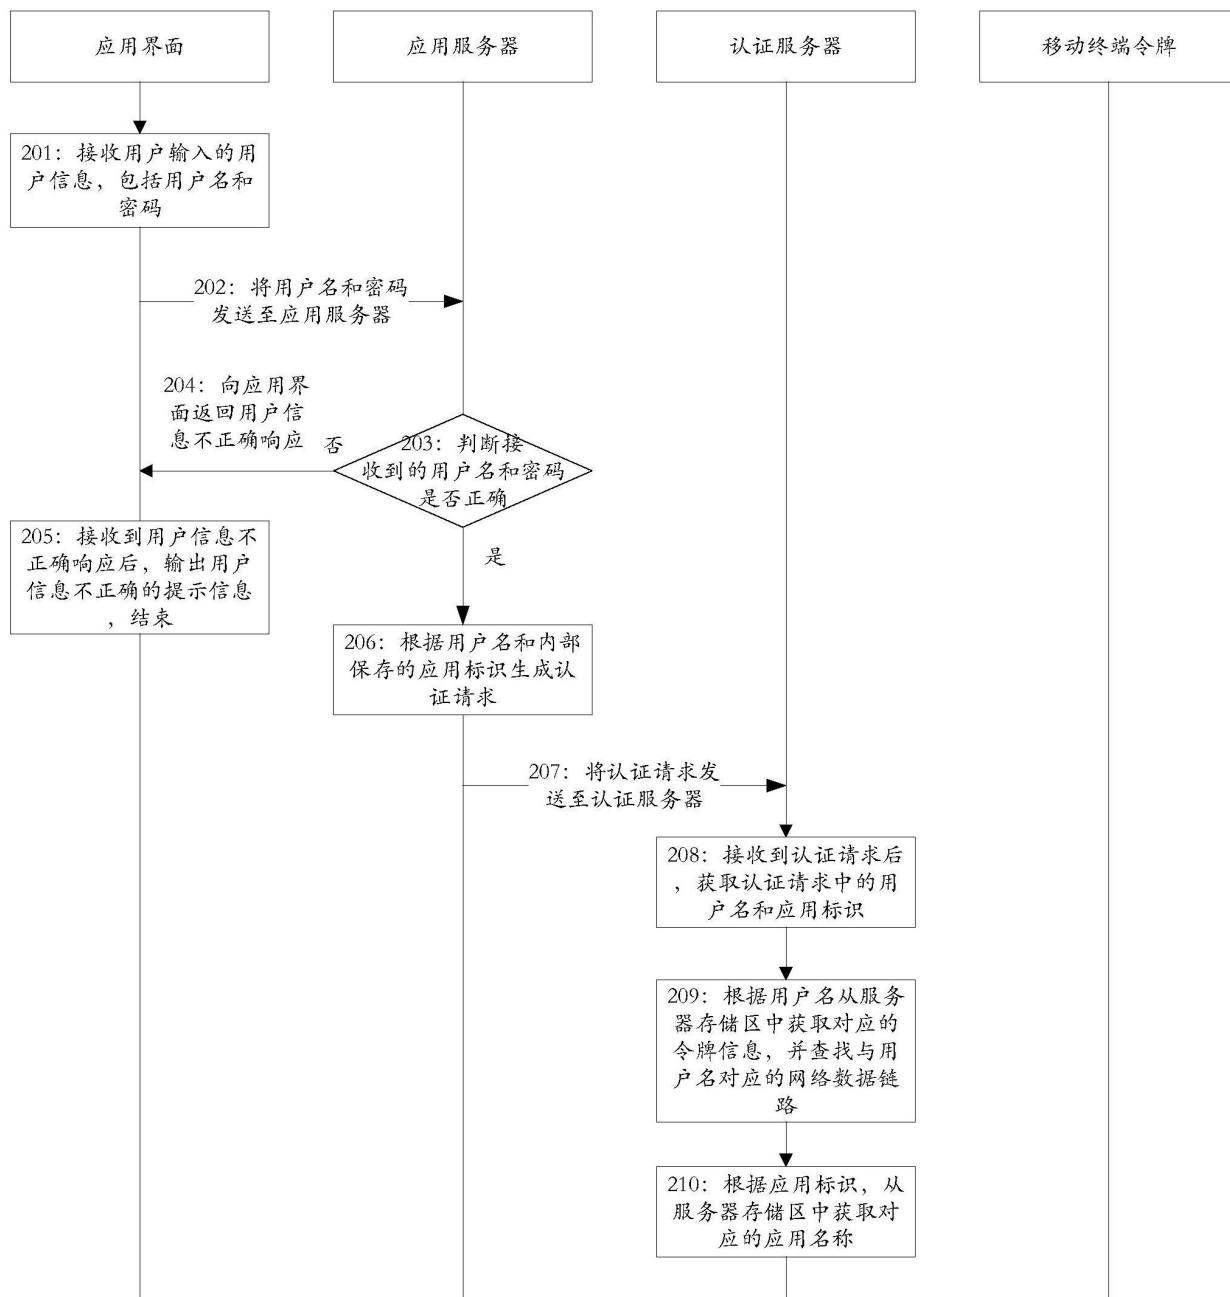 应用界面
应用服务器
认证服务器
移动终端令牌
201：接收用户输入的用
户信息，包括用户名和
密码
202：将用户名和密码
发送至应用服务器
204：向应用界
面返回用户信
息不正确响应
否
203：判断接
收到的用户名和密码
是否正确
205：接收到用户信息不
正确响应后，输出用户
信息不正确的提示信息
，结束
是
206：根据用户名和内部
保存的应用标识生成认
证请求
207：将认证请求发
送至认证服务器
208：接收到认证请求后
，获取认证请求中的用
户名和应用标识
209：根据用户名从服务
器存储区中获取对应的
令牌信息，并查找与用
户名对应的网络数据链
路
210：根据应用标识，从
服务器存储区中获取对
应的应用名称